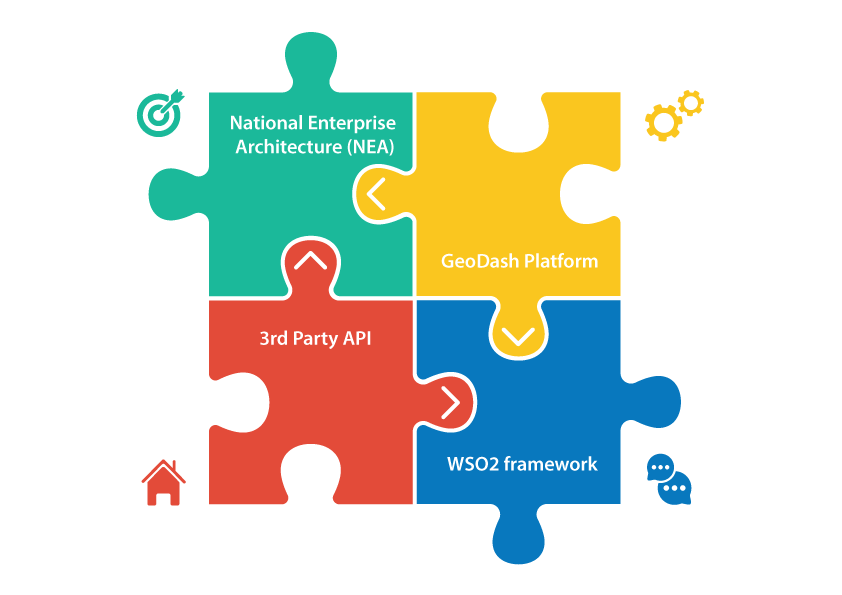 National Enterprise
Architecture (NEA)
GeoDash Platform
3rd Party API
WSO2 framework